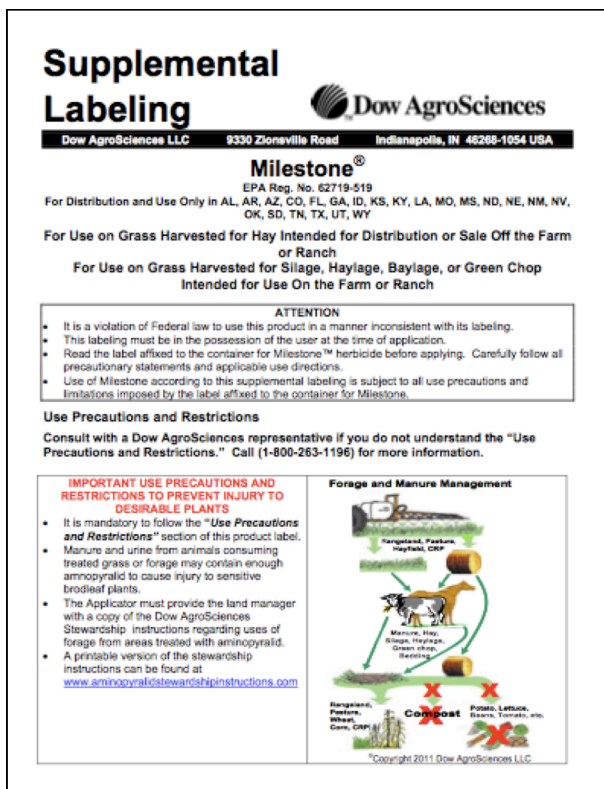 Supplemental
Labeling
Dow AgroSciences
Dow AgroSciences LLC 9330 Zionsville Road Indianapolis, IN 46268-1054 USA
Milestone®
EPA Reg. No. 62719-519
For Distribution and Use Only in AL, AR, AZ, CO, FL, GA, ID, KS, KY, LA, MO, MS, ND, NE, NM, NV,
OK, SD, TN, TX, UT, WY
For Use on Grass Harvested for Hay Intended for Distribution or Sale Off the Farm
or Ranch
For Use on Grass Harvested for Silage, Haylage, Baylage, or Green Chop
Intended for Use On the Farm or Ranch
ATTENTION
• It is a violation of Federal law to use this product in a manner inconsistent with its labeling.
• This labeling must be in the possession of the user at the time of application.
• Read the label affixed to the container for Milestone™ herbicide before applying. Carefully follow all
precautionary statements and applicable use directions.
• Use of Milestone according to this supplemental labeling is subject to all use precautions and
limitations imposed by the label affixed to the container for Milestone.
Use Precautions and Restrictions
Consult with a Dow AgroSciences representative if you do not understand the “Use
Precautions and Restrictions.” Call (1-800-263-1196) for more information.
IMPORTANT USE PRECAUTIONS AND
RESTRICTIONS TO PREVENT INJURY TO
DESIRABLE PLANTS
• It is mandatory to follow the “Use Precautions
and Restrictions” section of this product label.
• Manure and urine from animals consuming
treated grass or forage may contain enough
amnopyralid to cause injury to sensitive
brodleaf plants.
• The Applicator must provide the land manager
with a copy of the Dow AgroSciences
Stewardship instructions regarding uses of
forage from areas treated with aminopyralid.
• A printable version of the stewardship
instructions can be found at
www.aminopyralidstewardshipinstructions.com
Forage and Manure Management
Rangeland, Pasture,
Hayfield, CRP
Manure, Hay,
Silage, Haylage,
Green chop,
Bedding
Rangeland,
Pasture,
Wheat,
Corn, CRP
Compost
Potato, Lettuce,
Beans, Tomato, etc.
©Copyright 2011 Dow AgroSciences LLC